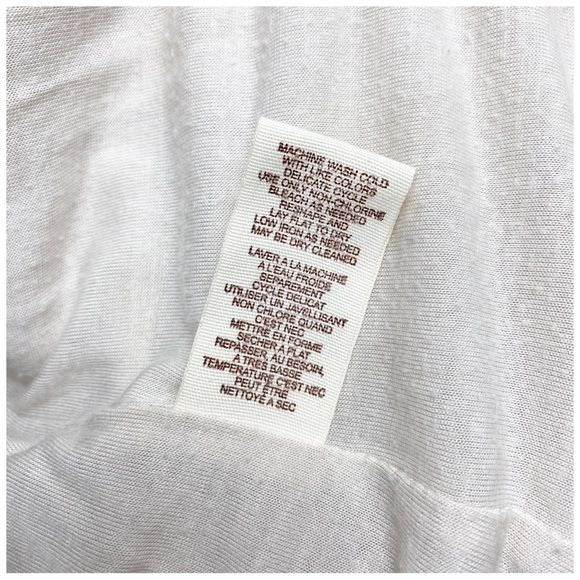 MACHINE WASH COLD
WITH LIKE COLORS
DELICATE CYCLE
USE ONLY NON-CHLORINE
BLEACH AS NEEDED
RESHAPE AND
LAY FLAT TO DRY
LOW IRON AS NEEDED
MAY BE DRY CLEANED
LAVER A LA MACHINE
A L'EAU FROIDE
SEPAREMENT
CYCLE DELICAT
UTILISER UN JAVELLISANT
NON CHLORE QUAND
C'EST NEC
METTRE EN FORME
SECHER A PLAT
REPASSER, AU BESOIN,
A TRES BASSE
TEMPERATURE C'EST NEC
PEUT ÊTRE
NETTOYE A SEC